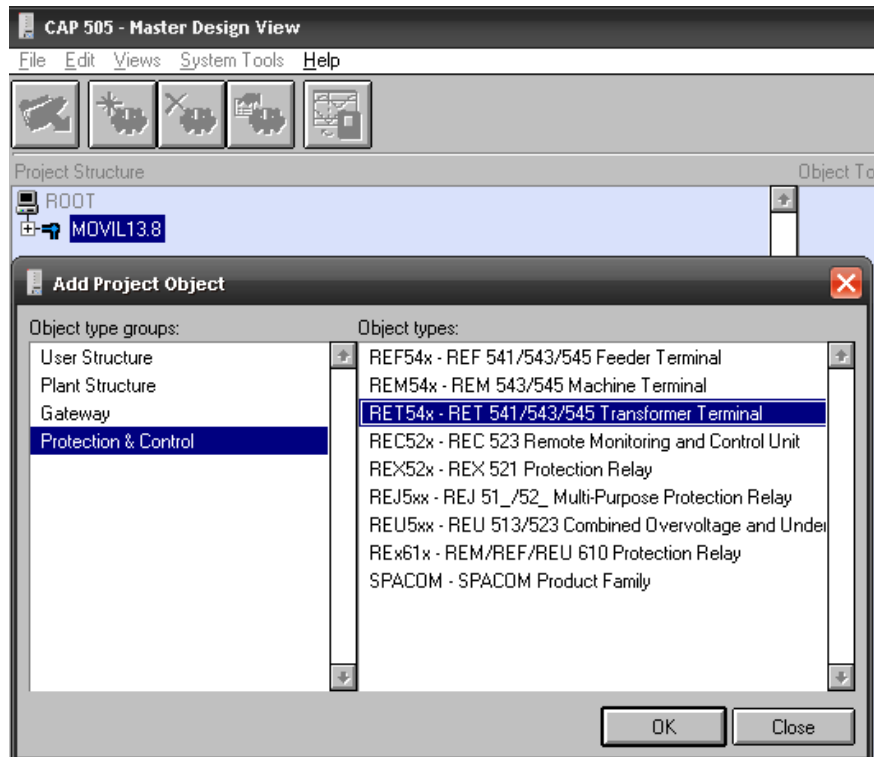 CAP 505 - Master Design View
File Edit Views System Tools Help
Project Structure
Object To
ROOT
MOVIL13.8
Add Project Object
Object type groups:
Object types:
User Structure
Plant Structure
Gateway
Protection & Control
REF54x - REF 541/543/545 Feeder Terminal
REM54x - REM 543/545 Machine Terminal
RET54x - RET 541/543/545 Transformer Terminal
REC52x - REC 523 Remote Monitoring and Control Unit
REX52x - REX 521 Protection Relay
REJ5xx - REJ 51_/52_ Multi-Purpose Protection Relay
REU5xx - REU 513/523 Combined Overvoltage and Under
REx61x - REM/REF/REU 610 Protection Relay
SPACOM - SPACOM Product Family
OK
Close